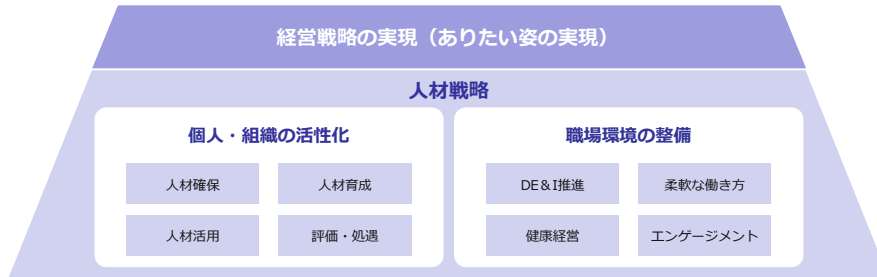 経営戦略の実現（ありたい姿の実現）
人材戦略
個人・組織の活性化
人材確保
人材育成
人材活用
評価・処遇
職場環境の整備
DE＆I推進
柔軟な働き方
健康経営
エンゲージメント